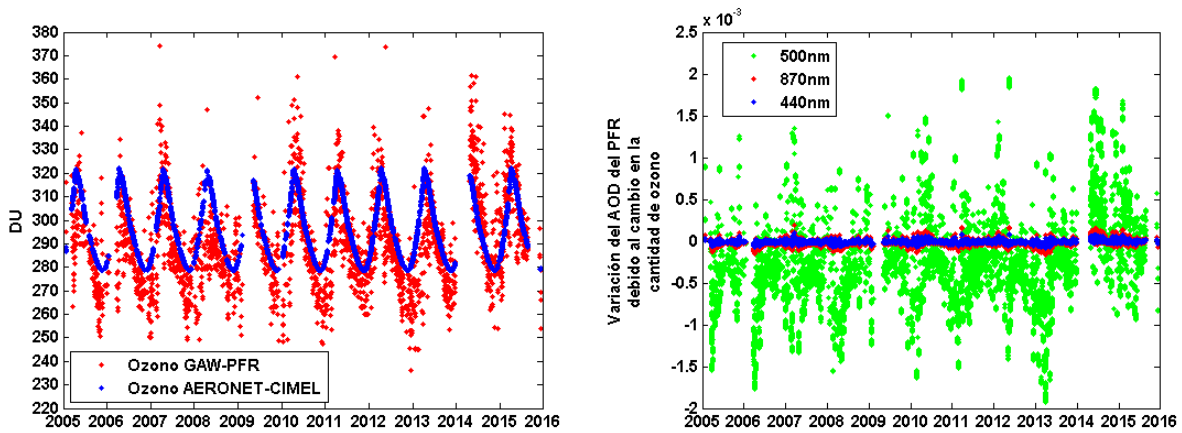 380
370
360
350
340
330
320
310
300
290
280
270
260
250
240
230
220
DU
Ozono GAW-PFR
Ozono AERONET-CIMEL
2005 2006 2007 2008 2009 2010 2011 2012 2013 2014 2015 2016
x 10⁻³
2.5
2
1.5
1
0.5
0
-0.5
-1
-1.5
-2
Variación del AOD del PFR
debido al cambio en la
cantidad de ozono
500nm
870nm
440nm
2005 2006 2007 2008 2009 2010 2011 2012 2013 2014 2015 2016